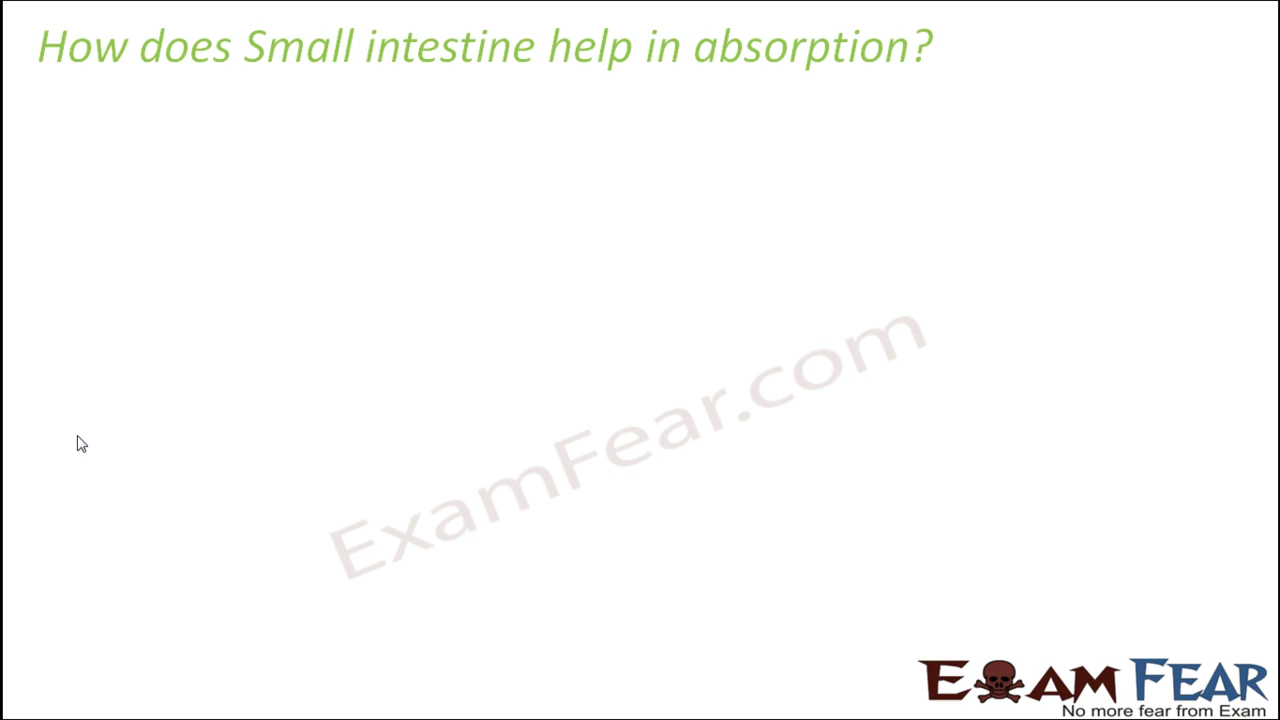 How does Small intestine help in absorption?
ExamFear.com
EXAM FEAR
No more fear from Exam